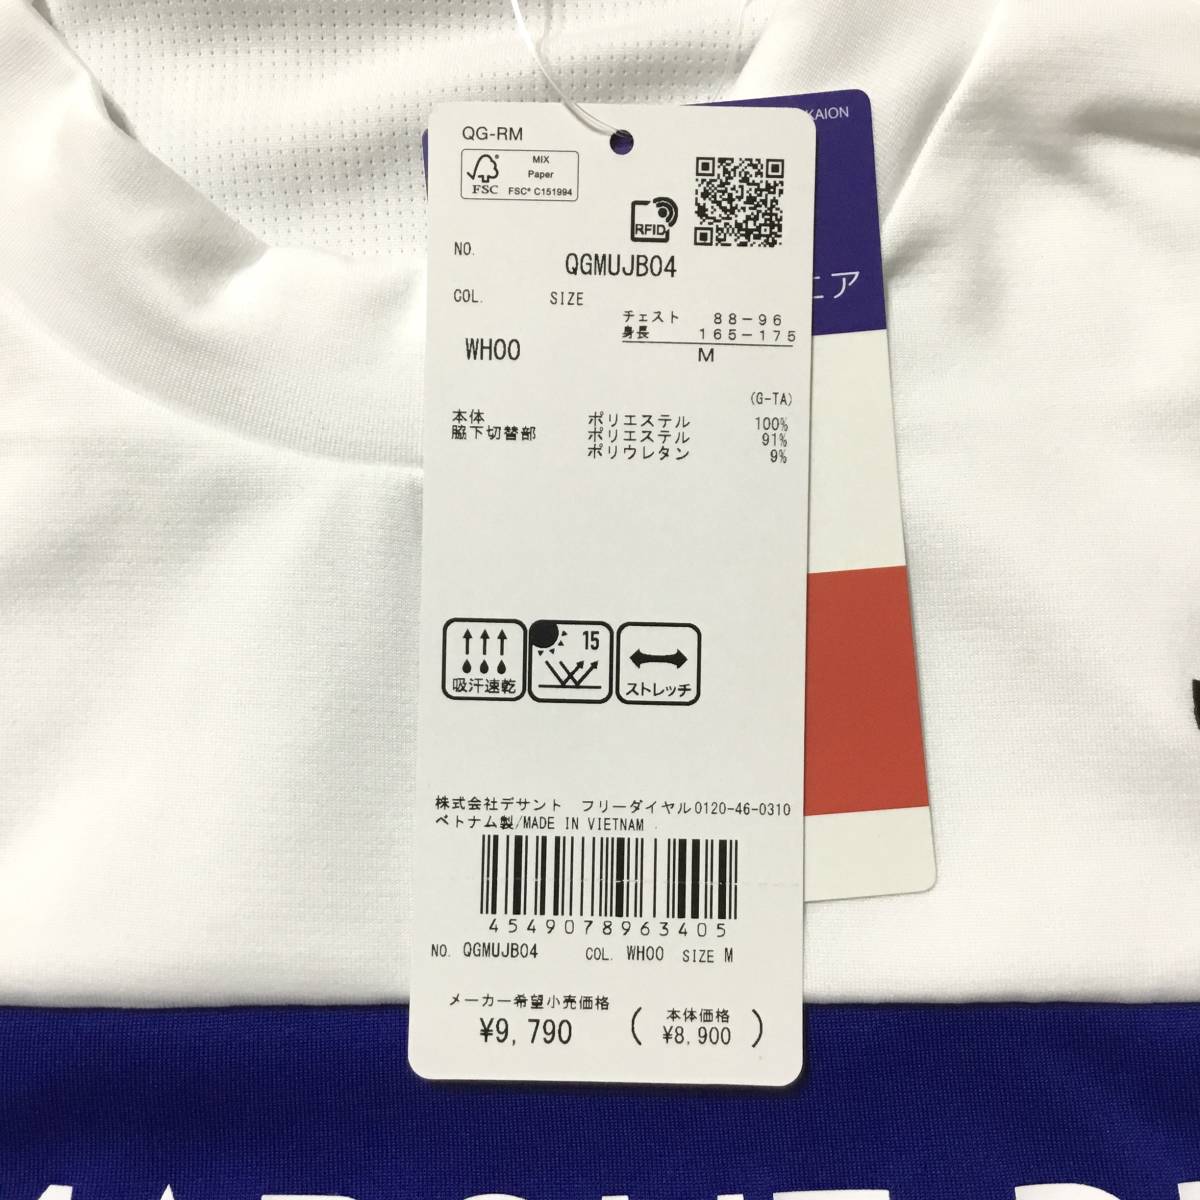 QG-RM
MIX
Paper
FSC
FSC® C151994
RFID
KAION
NO.
QGMUJB04
ニア
COL.
SIZE
チェスト 88-96
身長 165-175
WH00
M
(G-TA)
本体 ポリエステル 100%
脇下切替部 ポリエステル 91%
ポリウレタン 9%
15
吸汗速乾
ストレッチ
株式会社デサント フリーダイヤル0120-46-0310
ベトナム製/MADE IN VIETNAM
4549078963405
NO. QGMUJB04 COL. WH00 SIZE M
メーカー希望小売価格
¥9,790
(本体価格
¥8,900)